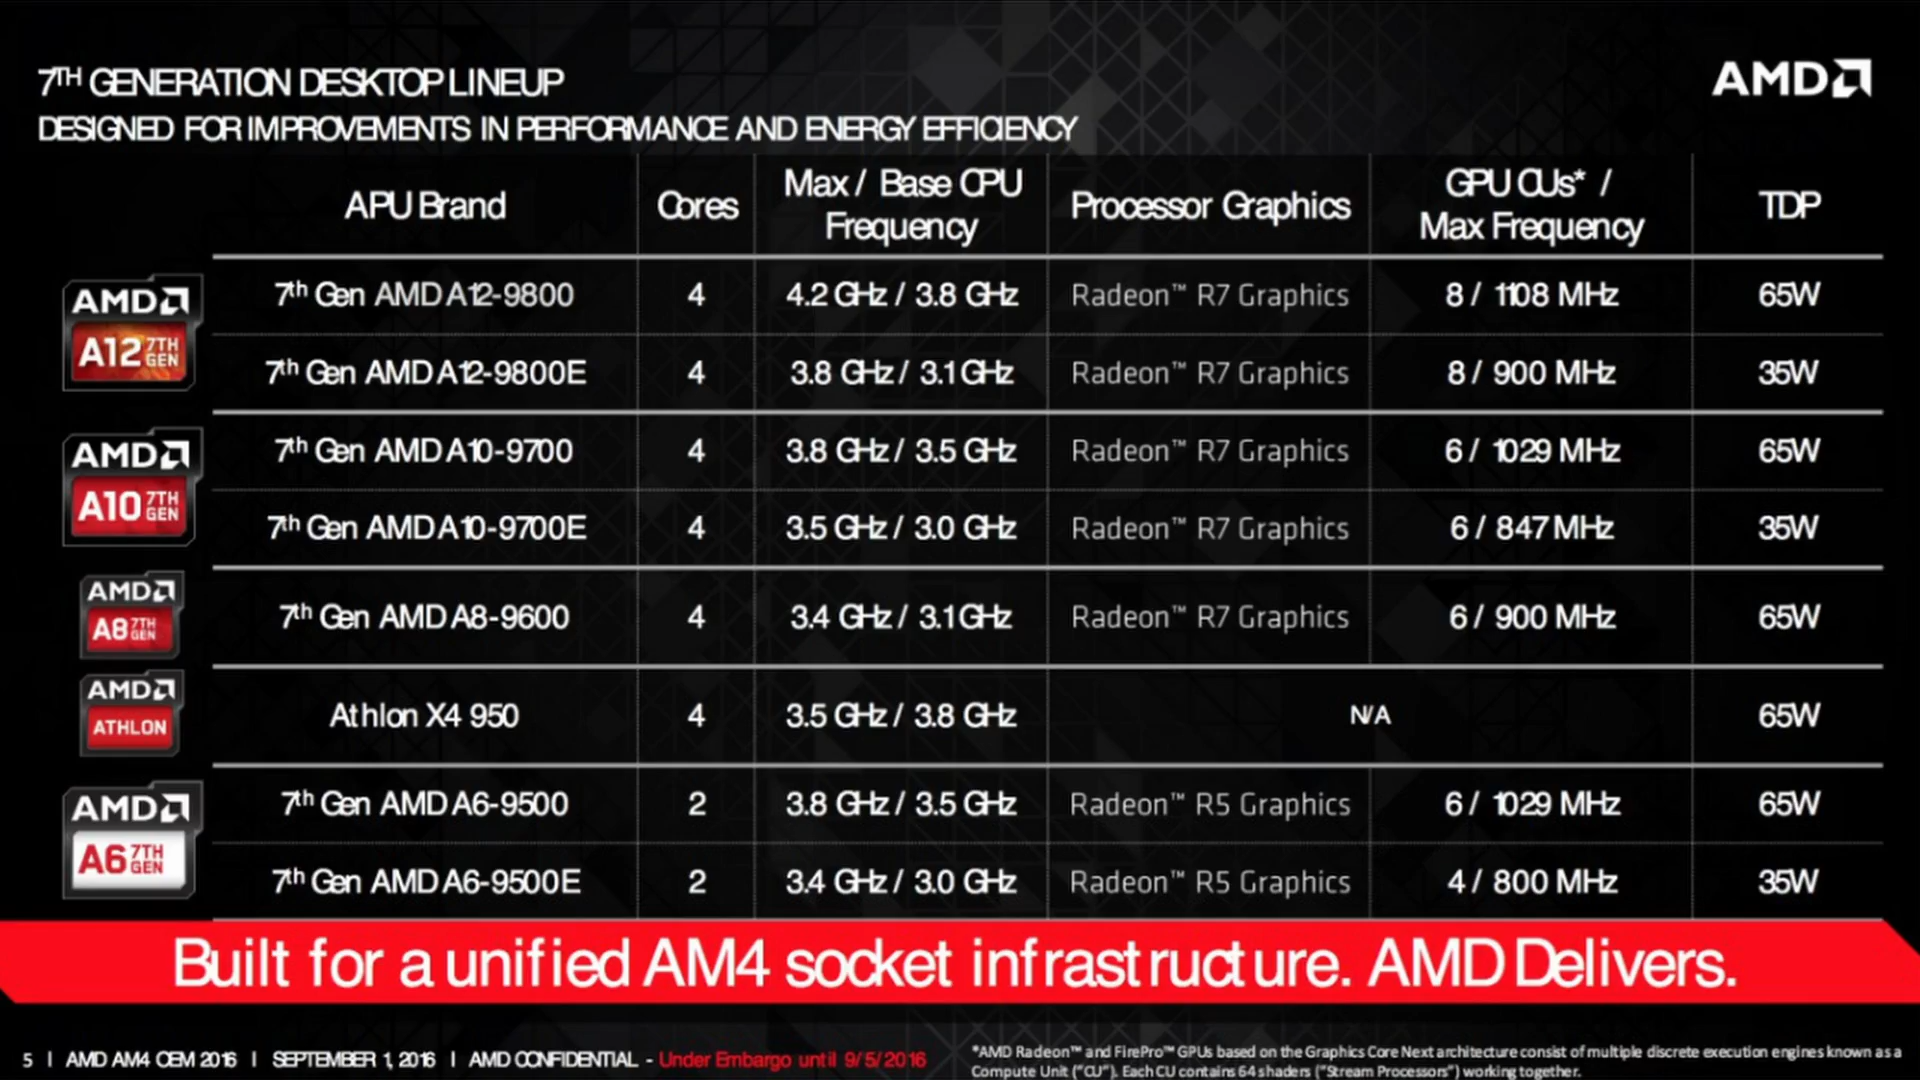 7TH GENERATION DESKTOP LINEUP
AMD
DESIGNED FOR IMPROVEMENTS IN PERFORMANCE AND ENERGY EFFICIENCY
APU Brand Cores Max / Base CPU Frequency Processor Graphics GPU CUs* / Max Frequency TDP
AMD A12 7TH GEN
7th Gen AMD A12-9800 4 4.2 GHz / 3.8 GHz Radeon™ R7 Graphics 8 / 1108 MHz 65W
7th Gen AMD A12-9800E 4 3.8 GHz / 3.1 GHz Radeon™ R7 Graphics 8 / 900 MHz 35W
AMD A10 7TH GEN
7th Gen AMD A10-9700 4 3.8 GHz / 3.5 GHz Radeon™ R7 Graphics 6 / 1029 MHz 65W
7th Gen AMD A10-9700E 4 3.5 GHz / 3.0 GHz Radeon™ R7 Graphics 6 / 847 MHz 35W
AMD A8 7TH GEN
7th Gen AMD A8-9600 4 3.4 GHz / 3.1 GHz Radeon™ R7 Graphics 6 / 900 MHz 65W
AMD ATHLON
Athlon X4 950 4 3.5 GHz / 3.8 GHz N/A 65W
AMD A6 7TH GEN
7th Gen AMD A6-9500 2 3.8 GHz / 3.5 GHz Radeon™ R5 Graphics 6 / 1029 MHz 65W
7th Gen AMD A6-9500E 2 3.4 GHz / 3.0 GHz Radeon™ R5 Graphics 4 / 800 MHz 35W
Built for a unified AM4 socket infrastructure. AMD Delivers.
5 | AMD AM4 OEM 2016 | SEPTEMBER 1, 2016 | AMD CONFIDENTIAL - Under Embargo until 9/5/2016
*AMD Radeon™ and FirePro™ GPUs based on the Graphics Core Next architecture consist of multiple discrete execution engines known as a
Compute Unit ("CU"). Each CU contains 64 shaders ("Stream Processors") working together.